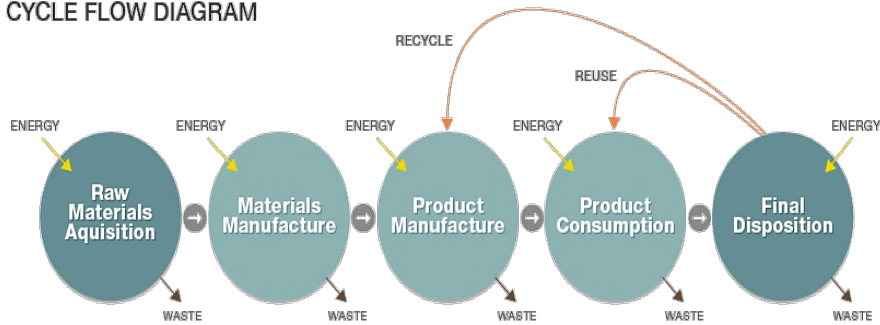 CYCLE FLOW DIAGRAM
RECYCLE
REUSE
ENERGY
ENERGY
ENERGY
ENERGY
ENERGY
Raw
Materials
Aquisition
Materials
Manufacture
Product
Manufacture
Product
Consumption
Final
Disposition
WASTE
WASTE
WASTE
WASTE
WASTE